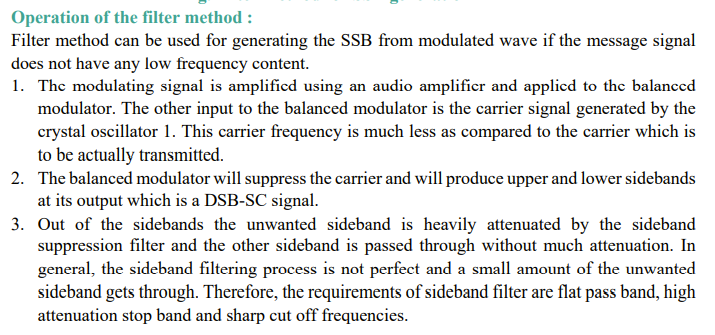 Operation of the filter method :
Filter method can be used for generating the SSB from modulated wave if the message signal
does not have any low frequency content.
1. The modulating signal is amplified using an audio amplifier and applied to the balanced
modulator. The other input to the balanced modulator is the carrier signal generated by the
crystal oscillator 1. This carrier frequency is much less as compared to the carrier which is
to be actually transmitted.
2. The balanced modulator will suppress the carrier and will produce upper and lower sidebands
at its output which is a DSB-SC signal.
3. Out of the sidebands the unwanted sideband is heavily attenuated by the sideband
suppression filter and the other sideband is passed through without much attenuation. In
general, the sideband filtering process is not perfect and a small amount of the unwanted
sideband gets through. Therefore, the requirements of sideband filter are flat pass band, high
attenuation stop band and sharp cut off frequencies.